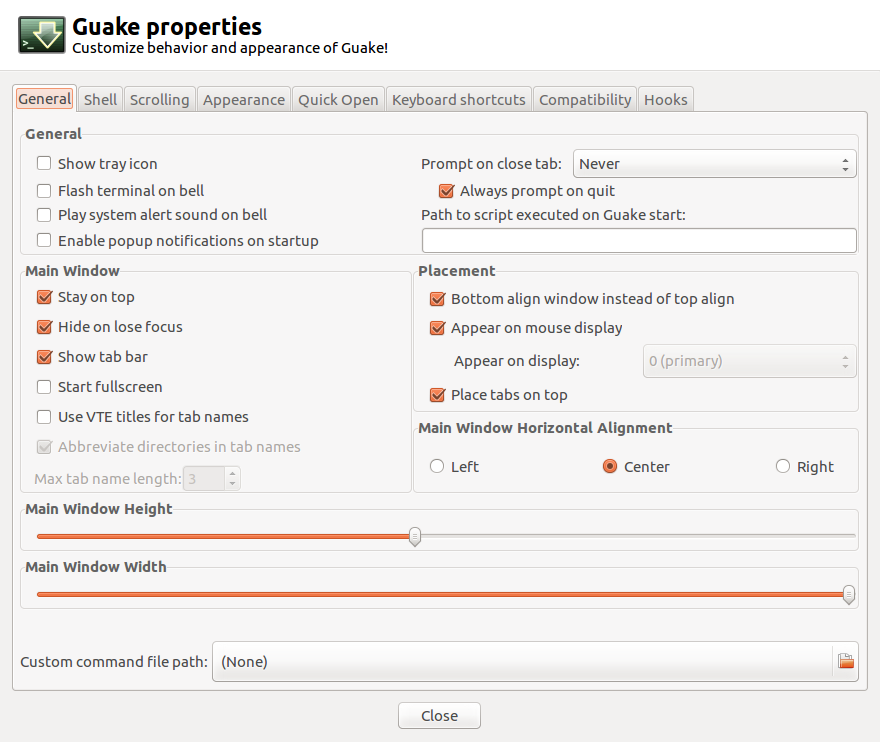 Guake properties
Customize behavior and appearance of Guake!
General Shell Scrolling Appearance Quick Open Keyboard shortcuts Compatibility Hooks
General
Show tray icon
Flash terminal on bell
Play system alert sound on bell
Enable popup notifications on startup
Prompt on close tab: Never
Always prompt on quit
Path to script executed on Guake start:
Main Window
Stay on top
Hide on lose focus
Show tab bar
Start fullscreen
Use VTE titles for tab names
Abbreviate directories in tab names
Max tab name length: 3
Placement
Bottom align window instead of top align
Appear on mouse display
Appear on display: 0 (primary)
Place tabs on top
Main Window Horizontal Alignment
Left Center Right
Main Window Height
Main Window Width
Custom command file path: (None)
Close